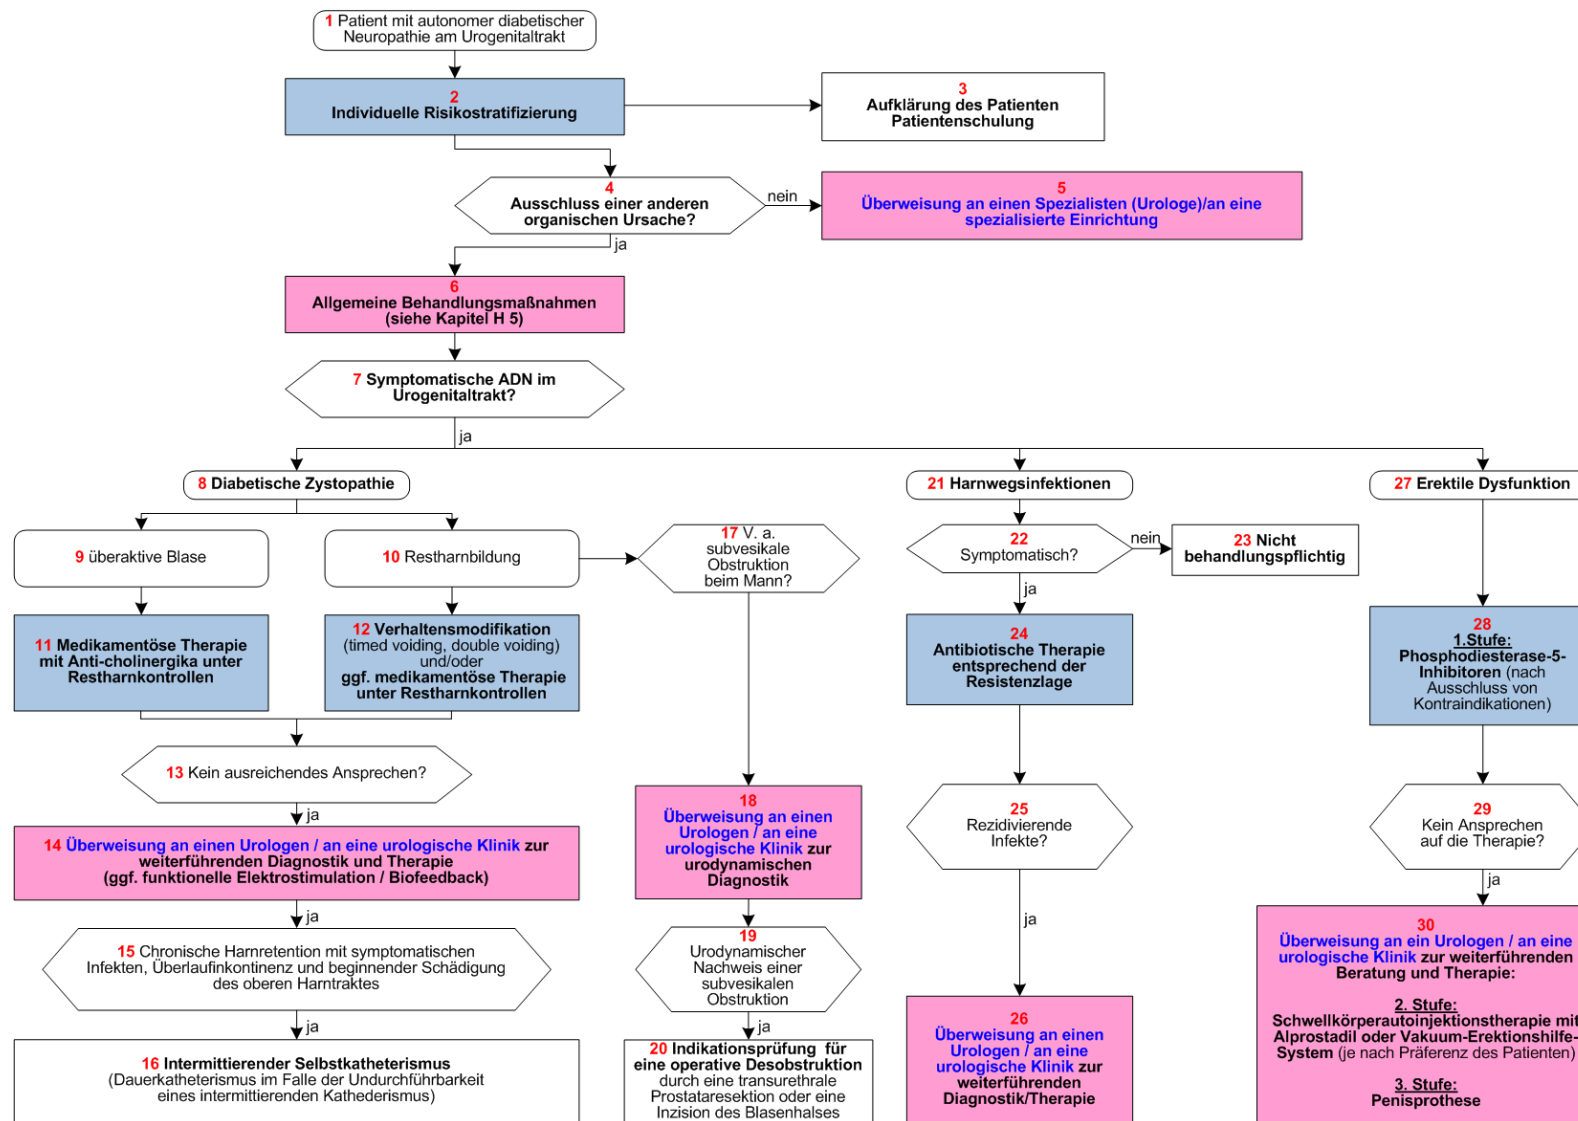 1 Patient mit autonomer diabetischer
Neuropathie am Urogenitaltrakt
2
Individuelle Risikostratifizierung
3
Aufklärung des Patienten
Patientenschulung
4
Ausschluss einer anderen
organischen Ursache?
nein
5
Überweisung an einen Spezialisten (Urologe)/an eine
spezialisierte Einrichtung
ja
6
Allgemeine Behandlungsmaßnahmen
(siehe Kapitel H 5)
7 Symptomatische ADN im
Urogenitaltrakt?
ja
8 Diabetische Zystopathie
9 überaktive Blase
10 Restharnbildung
11 Medikamentöse Therapie
mit Anti-cholinergika unter
Restharnkontrollen
12 Verhaltensmodifikation
(timed voiding, double voiding)
und/oder
ggf. medikamentöse Therapie
unter Restharnkontrollen
13 Kein ausreichendes Ansprechen?
ja
14 Überweisung an einen Urologen / an eine urologische Klinik zur
weiterführenden Diagnostik und Therapie
(ggf. funktionelle Elektrostimulation / Biofeedback)
ja
15 Chronische Harnretention mit symptomatischen
Infekten, Überlaufinkontinenz und beginnender Schädigung
des oberen Harntraktes
ja
16 Intermittierender Selbstkatheterismus
(Dauerkatheterismus im Falle der Undurchführbarkeit
eines intermittierenden Kathederismus)
17 V. a.
subvesikale
Obstruktion
beim Mann?
18
Überweisung an einen
Urologen / an eine
urologische Klinik zur
urodynamischen
Diagnostik
19
Urodynamischer
Nachweis einer
subvesikalen
Obstruktion
ja
20 Indikationsprüfung für
eine operative Desobstruktion
durch eine transurethrale
Prostataresektion oder eine
Inzision des Blasenhalses
21 Harnwegsinfektionen
22
Symptomatisch?
nein
23 Nicht
behandlungspflichtig
ja
24
Antibiotische Therapie
entsprechend der
Resistenzlage
25
Rezidivierende
Infekte?
ja
26
Überweisung an einen
Urologen / an eine
urologische Klinik zur
weiterführenden
Diagnostik/Therapie
27 Erektile Dysfunktion
28
1.Stufe:
Phosphodiesterase-5-
Inhibitoren (nach
Ausschluss von
Kontraindikationen)
29
Kein Ansprechen
auf die Therapie?
ja
30
Überweisung an ein Urologen / an eine
urologische Klinik zur weiterführenden
Beratung und Therapie:
2. Stufe:
Schwellkörperautoinjektionstherapie mit
Alprostadil oder Vakuum-Erektionshilfe-
System (je nach Präferenz des Patienten)
3. Stufe:
Penisprothese